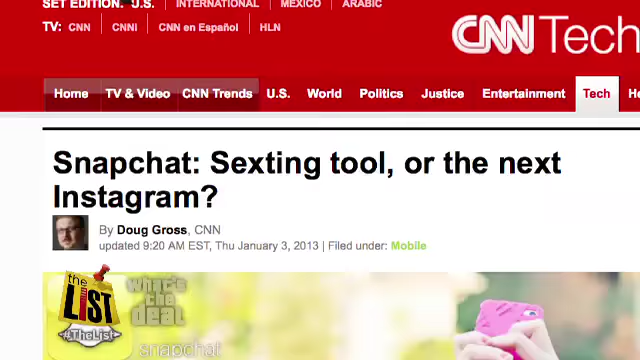 SET EDITION: U.S. INTERNATIONAL MÉXICO ARABIC
TV: CNN CNNI CNN en Español HLN
CNN Tech
Home TV & Video CNN Trends U.S. World Politics Justice Entertainment Tech He
Snapchat: Sexting tool, or the next
Instagram?
By Doug Gross, CNN
updated 9:20 AM EST, Thu January 3, 2013 | Filed under: Mobile
the
LIST
#TheList
What's
the
deal
snapchat